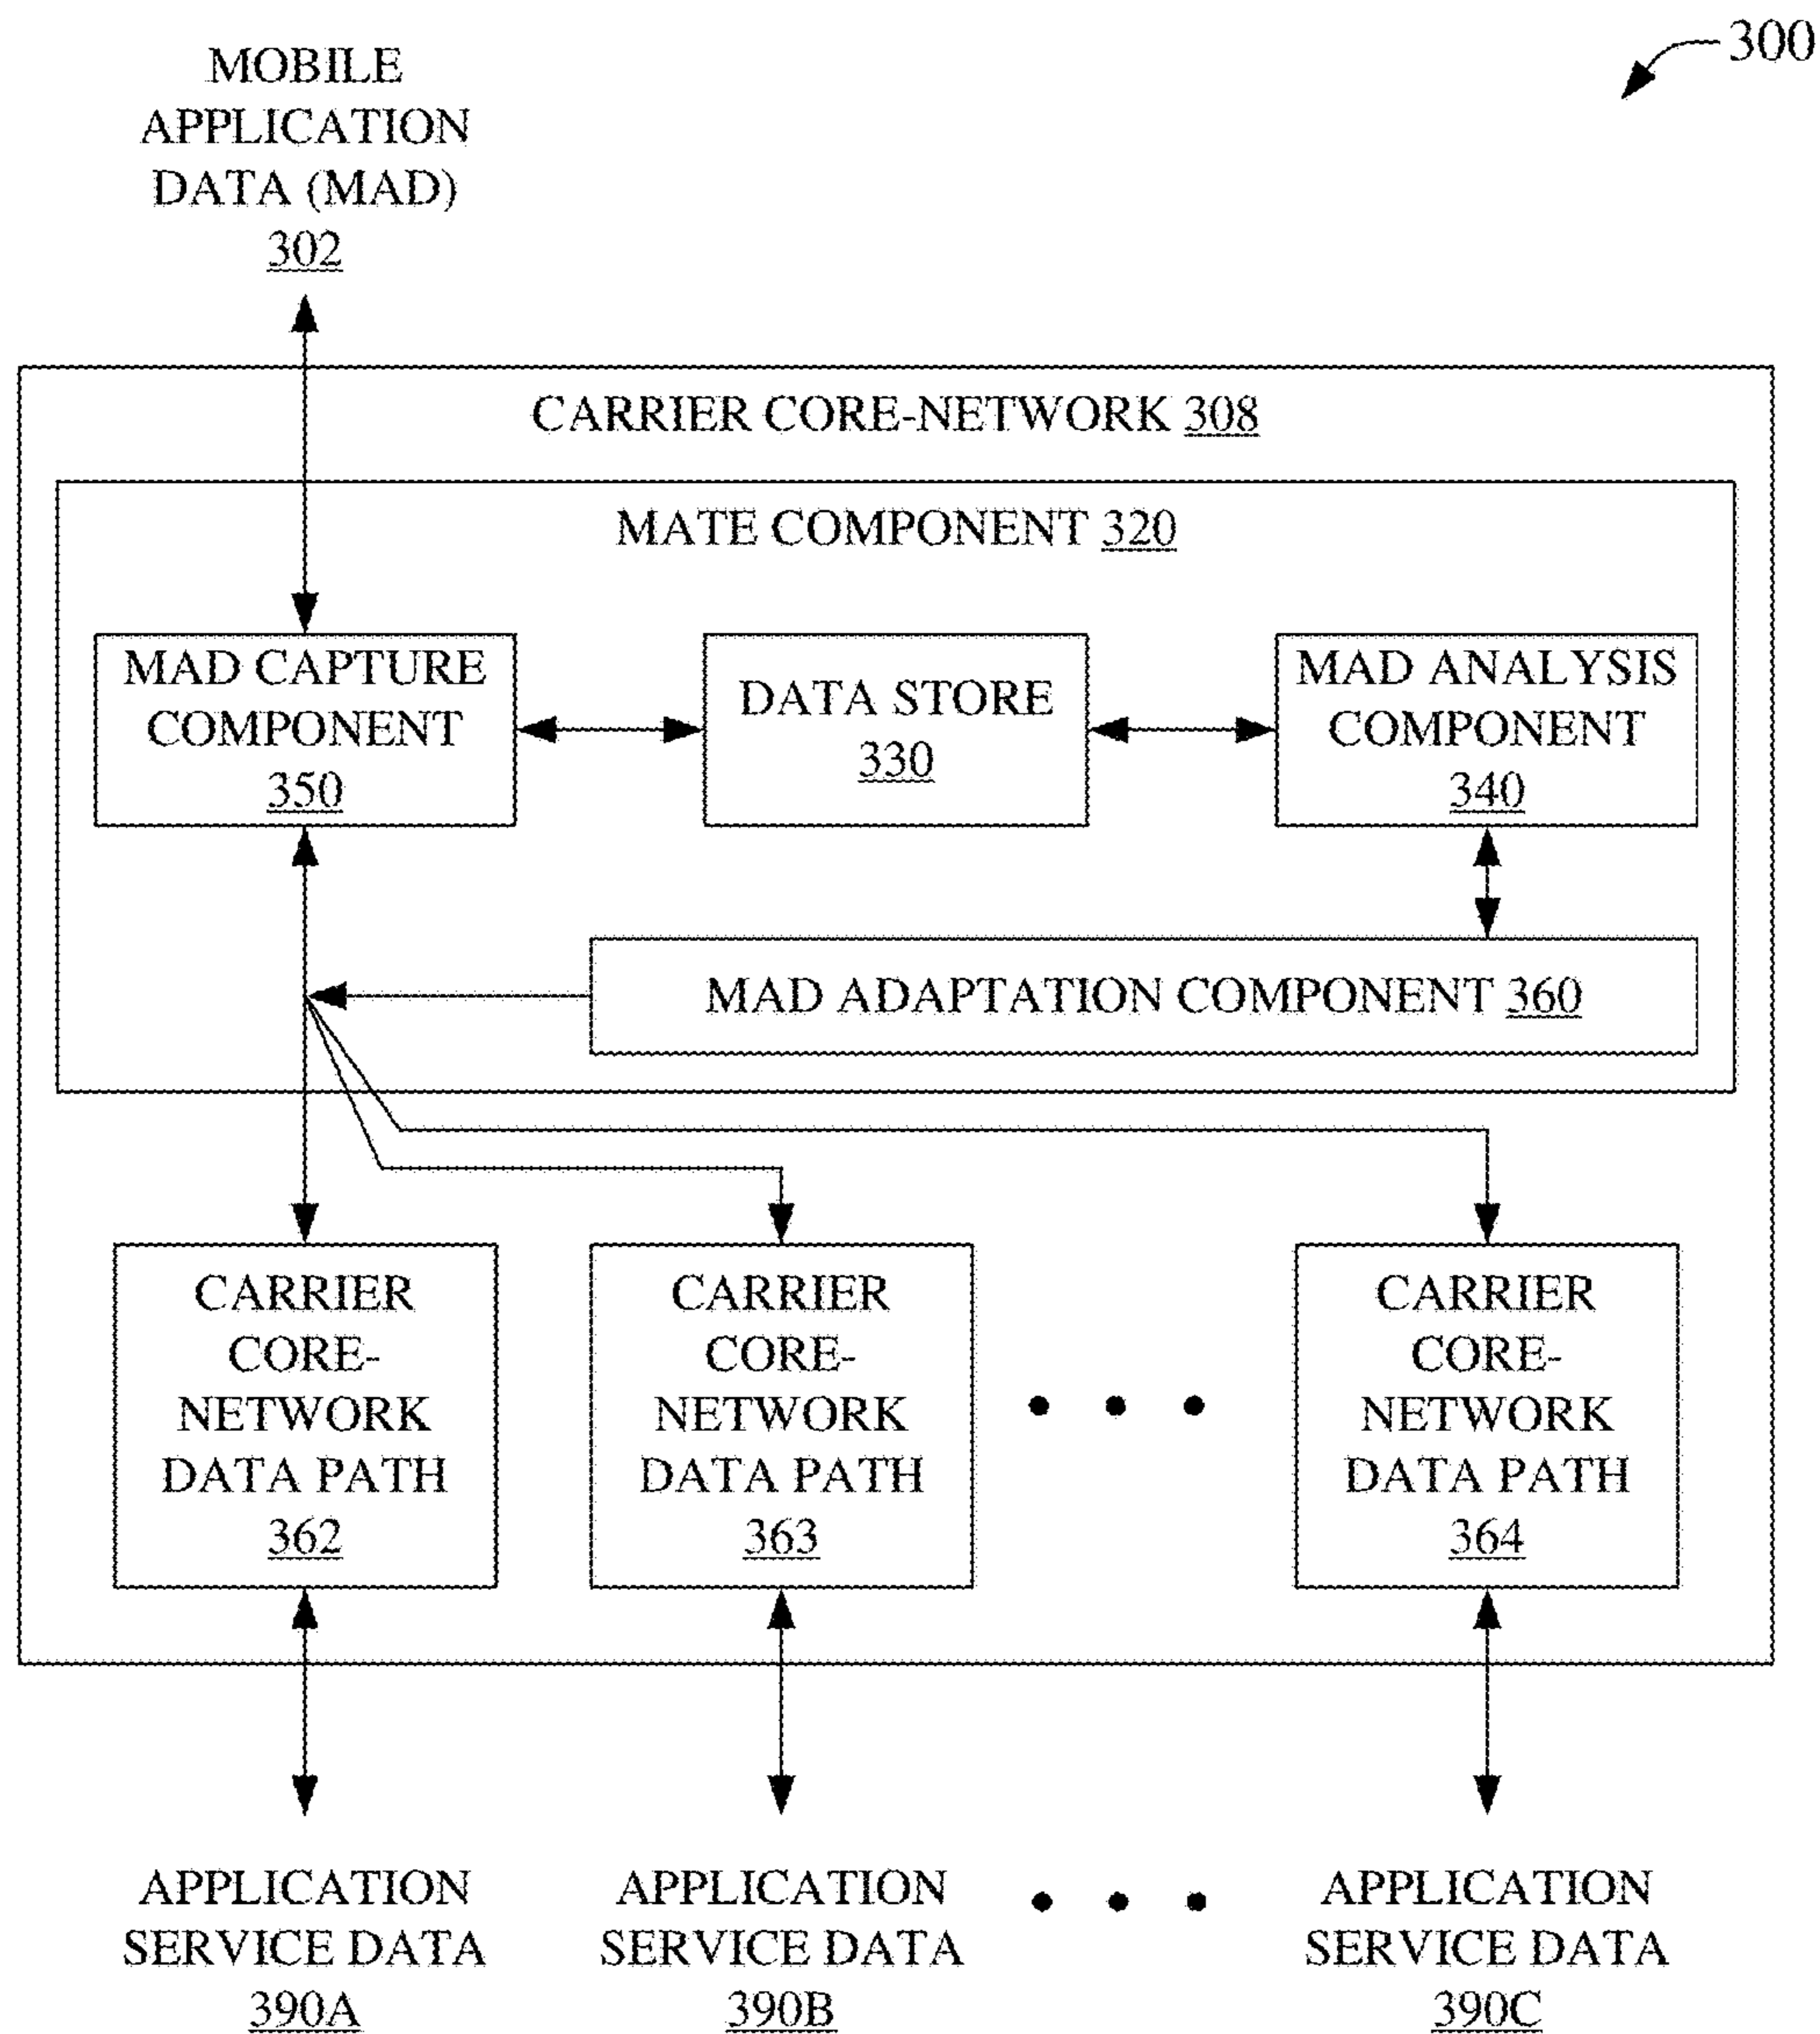 300
MOBILE
APPLICATION
DATA (MAD)
302
CARRIER CORE-NETWORK 308
MATE COMPONENT 320
MAD CAPTURE
COMPONENT
350
DATA STORE
330
MAD ANALYSIS
COMPONENT
340
MAD ADAPTATION COMPONENT 360
CARRIER
CORE-
NETWORK
DATA PATH
362
CARRIER
CORE-
NETWORK
DATA PATH
363
CARRIER
CORE-
NETWORK
DATA PATH
364
APPLICATION
SERVICE DATA
390A
APPLICATION
SERVICE DATA
390B
APPLICATION
SERVICE DATA
390C